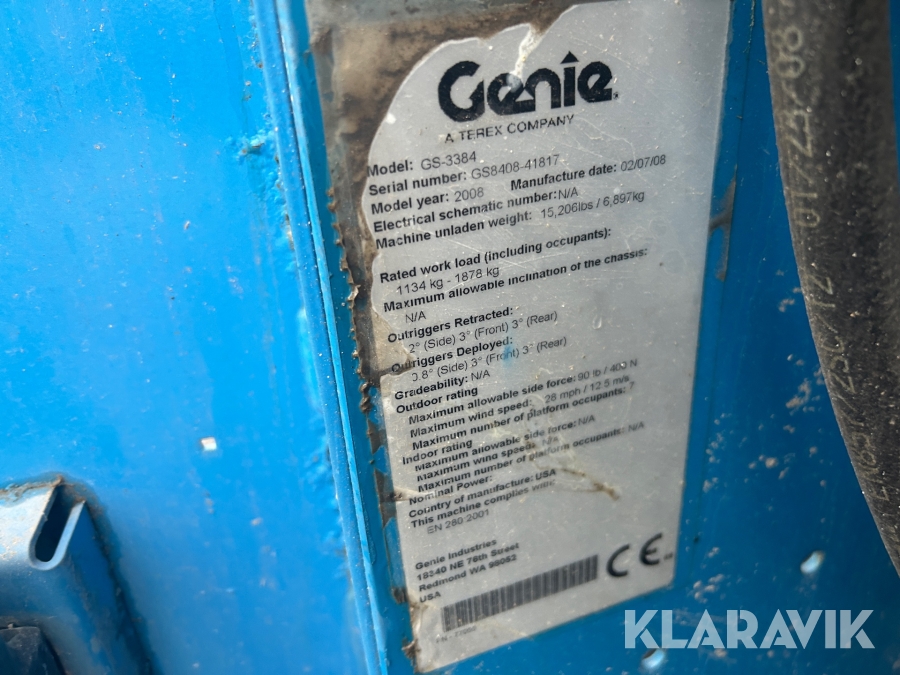 Genie
A TEREX COMPANY
Model: GS-3384
Serial number: GS8408-41817
Model year: 2008 Manufacture date: 02/07/08
Electrical schematic number: N/A
Machine unladen weight: 15,206lbs / 6,897kg
Rated work load (including occupants):
1134 kg - 1878 kg
Maximum allowable inclination of the chassis:
N/A
Outriggers Retracted:
2° (Side) 3° (Front) 3° (Rear)
Outriggers Deployed:
0.8° (Side) 3° (Front) 3° (Rear)
Gradeability: N/A
Outdoor rating
Maximum allowable side force: 90 lb / 400 N
Maximum wind speed: 28 mph / 12.5 m/s
Maximum number of platform occupants: 7
Indoor rating
Maximum allowable side force: N/A
Maximum wind speed: N/A
Maximum number of platform occupants: N/A
Nominal Power:
Country of manufacture: USA
This machine complies with:
EN 280:2001
Genie Industries
18340 NE 76th Street
Redmond WA 98052
USA
CE
KLARAVIK